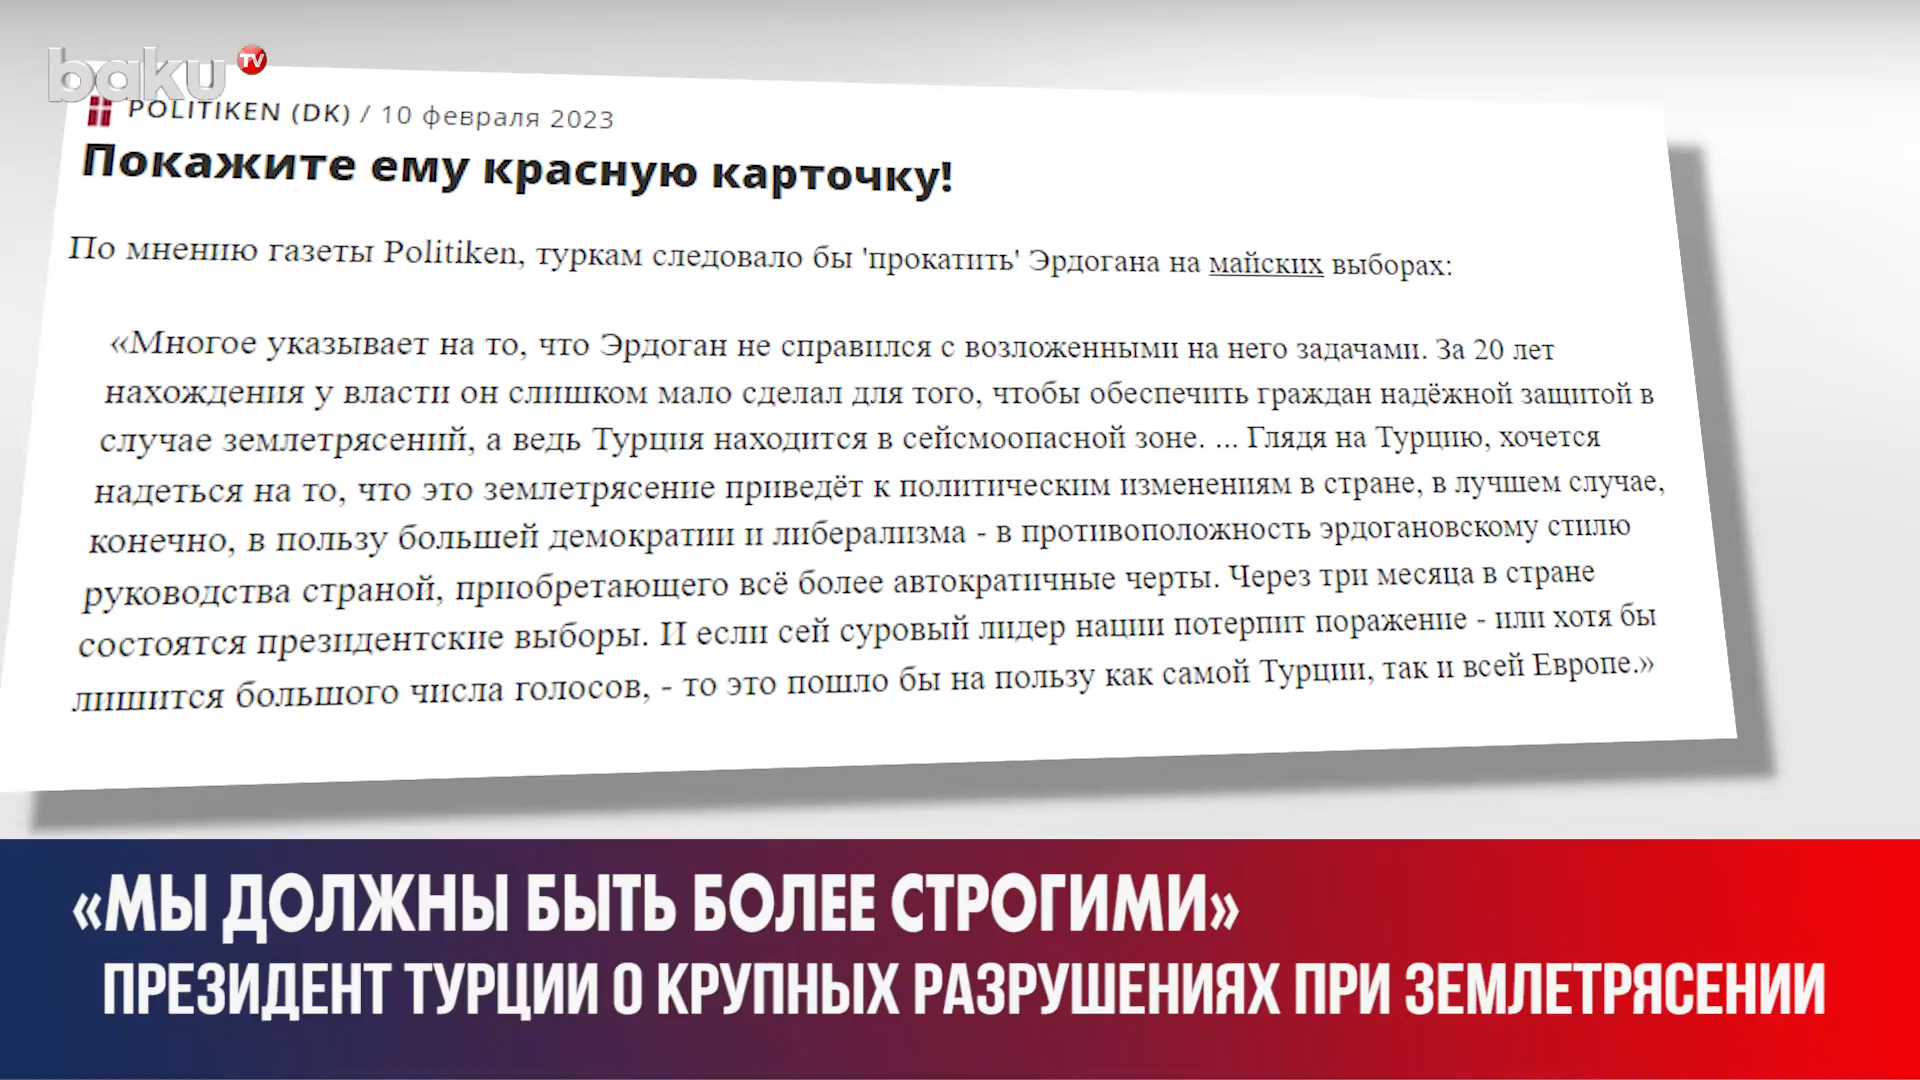 baku TV
POLITIKEN (DK) / 10 февраля 2023
Покажите ему красную карточку!
По мнению газеты Politiken, туркам следовало бы 'прокатить' Эрдогана на майских выборах:
«Многое указывает на то, что Эрдоган не справился с возложенными на него задачами. За 20 лет
нахождения у власти он слишком мало сделал для того, чтобы обеспечить граждан надёжной защитой в
случае землетрясений, а ведь Турция находится в сейсмоопасной зоне. ... Глядя на Турцию, хочется
надеться на то, что это землетрясение приведёт к политическим изменениям в стране, в лучшем случае,
конечно, в пользу большей демократии и либерализма - в противоположность эрдогановскому стилю
руководства страной, приобретающего всё более автократичные черты. Через три месяца в стране
состоятся президентские выборы. И если сей суровый лидер нации потерпит поражение - или хотя бы
лишится большого числа голосов, - то это пошло бы на пользу как самой Турции, так и всей Европе.»
«МЫ ДОЛЖНЫ БЫТЬ БОЛЕЕ СТРОГИМИ»
ПРЕЗИДЕНТ ТУРЦИИ О КРУПНЫХ РАЗРУШЕНИЯХ ПРИ ЗЕМЛЕТРЯСЕНИИ